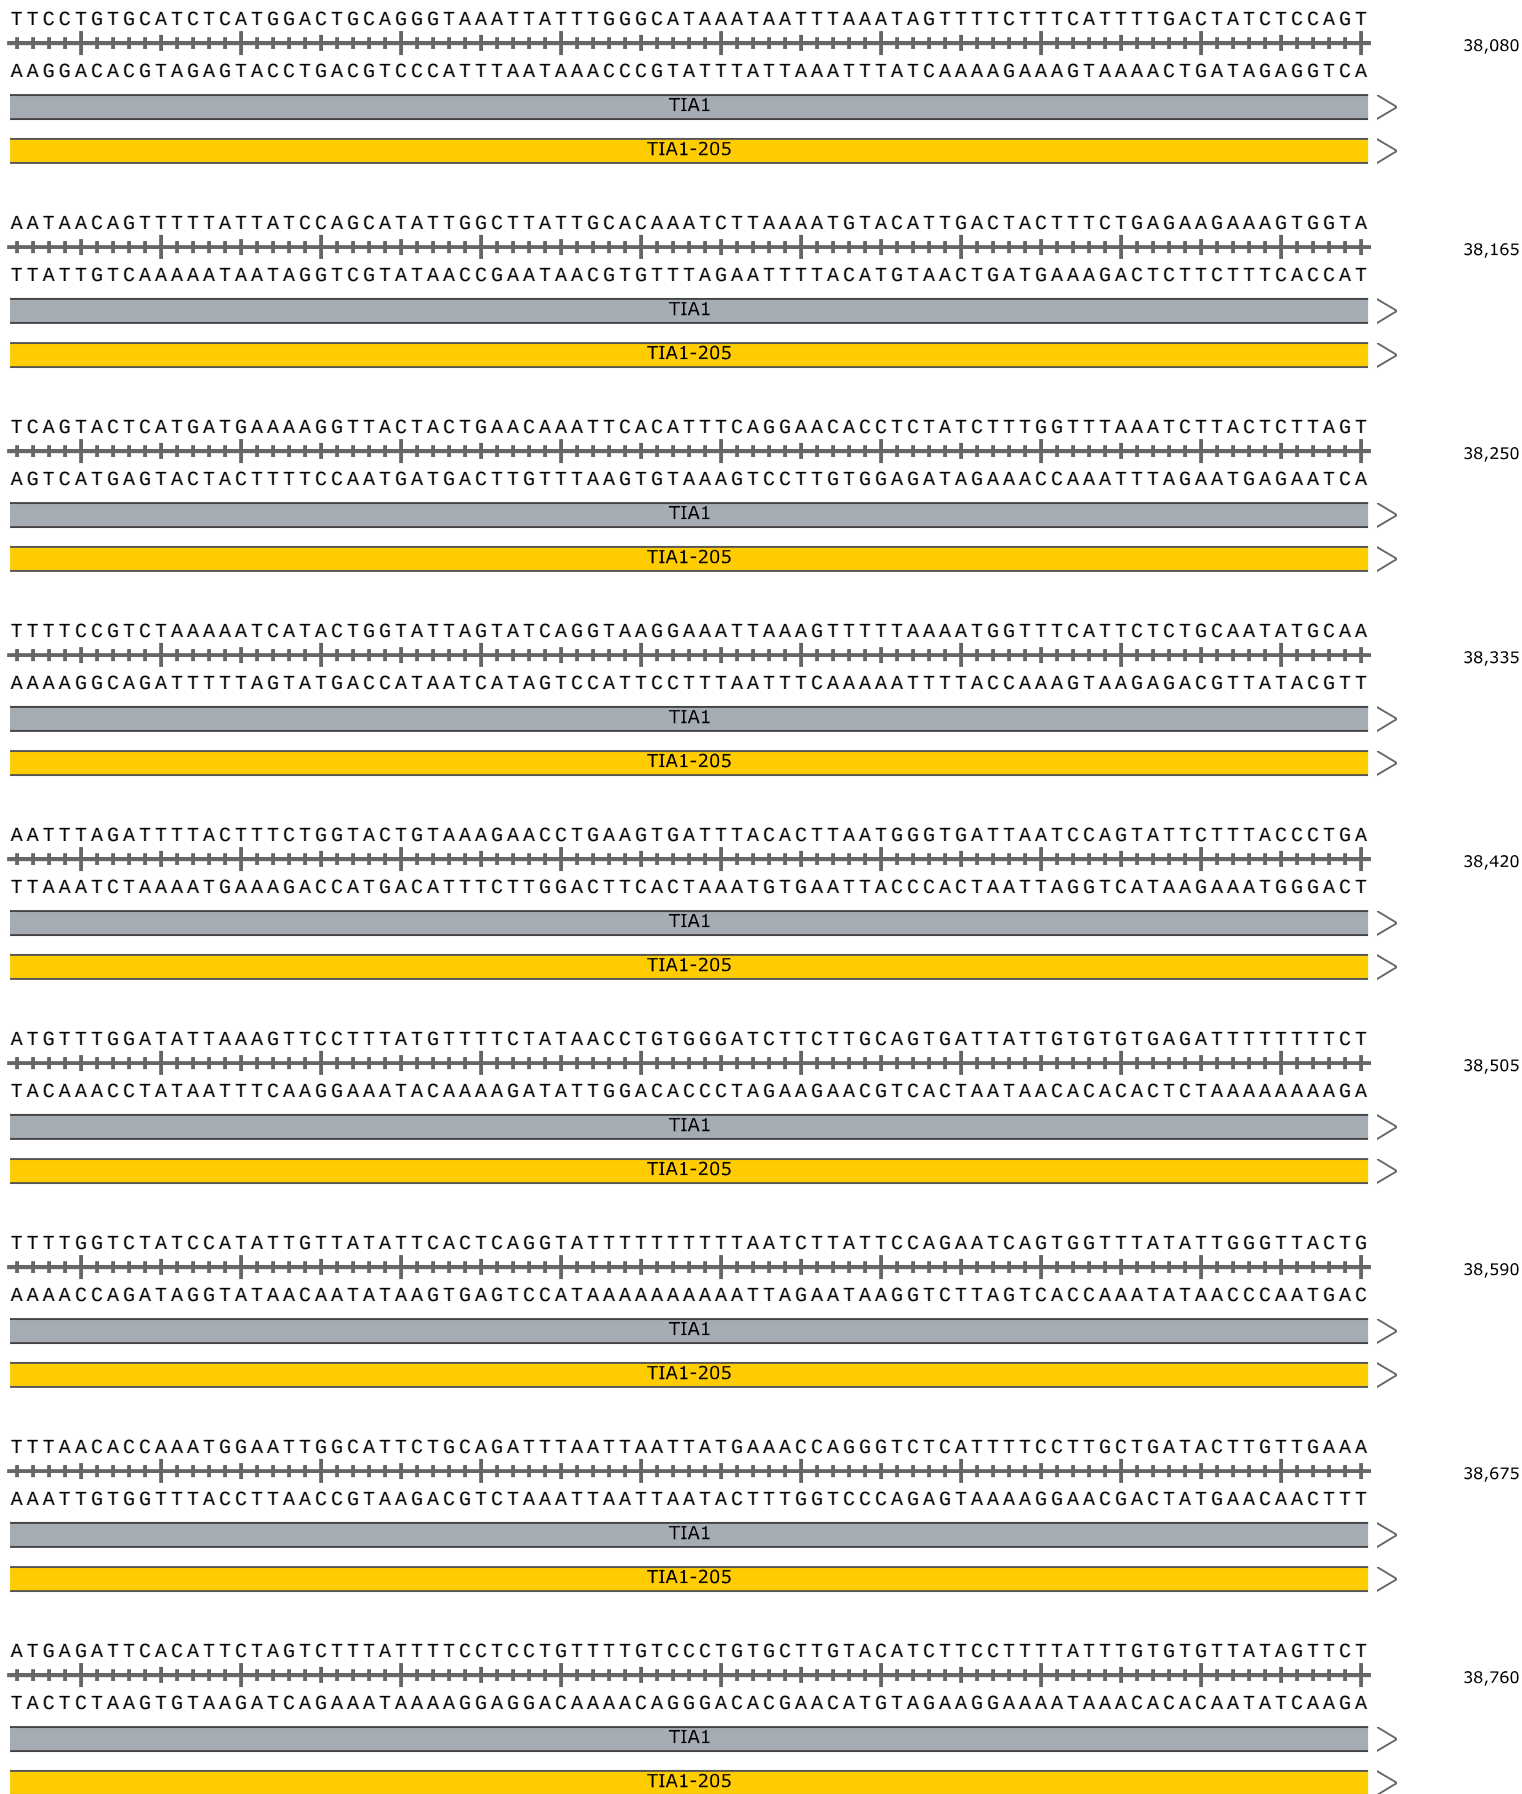 TTCCTGTGCATCTCATGGACTGCAGGGTAAATTATTTGGGCATAAATAATTTAAATAGTTTTCTTTCATTTTGACTATCTCCAGT
38,080
AAGGACACGTAGAGTACCTGACGTCCCATTTAATAAACCCGTATTTATTAAATTTATCAAAAGAAAGTAAAACTGATAGAGGTCA
TIA1
TIA1-205
AATAACAGTTTTTATTATCCAGCATATTGGCTTATTGCACAAATCTTAAAATGTACATTGACTACTTTCTGAGAAGAAAGTGGTA
38,165
TTATTGTCAAAAATAATAGGTCGTATAACCGAATAACGTGTTTAGAATTTTACATGTAACTGATGAAAGACTCTTCTTTCACCAT
TIA1
TIA1-205
TCAGTACTCATGATGAAAAGGTTACTACTGAACAAATTCACATTTCAGGAACACCTCTATCTTTGGTTTAAATCTTACTCTTAGT
38,250
AGTCATGAGTACTACTTTTCCAATGATGACTTGTTTAAGTGTAAAGTCCTTGTGGAGATAGAAACCAAATTTAGAATGAGAATCA
TIA1
TIA1-205
TTTTCCGTCTAAAAATCATACTGGTATTAGTATCAGGTAAGGAAATTAAAGTTTTTAAAATGGTTTCATTCTCTGCAATATGCAA
38,335
AAAAGGCAGATTTTTAGTATGACCATAATCATAGTCCATTCCTTTAATTTCAAAAATTTTACCAAAGTAAGAGACGTTATACGTT
TIA1
TIA1-205
AATTTAGATTTTACTTTCTGGTACTGTAAAGAACCTGAAGTGATTTACACTTAATGGGTGATTAATCCAGTATTCTTTACCCTGA
38,420
TTAAATCTAAAATGAAAGACCATGACATTTCTTGGACTTCACTAAATGTGAATTACCCACTAATTAGGTCATAAGAAATGGGACT
TIA1
TIA1-205
ATGTTTGGATATTAAAGTTCCTTTATGTTTTCTATAACCTGTGGGATCTTCTTGCAGTGATTATTGTGTGTGAGATTTTTTTTCT
38,505
TACAAACCTATAATTTCAAGGAAATACAAAAGATATTGGACACCCTAGAAGAACGTCACTAATAACACACACTCTAAAAAAAAGA
TIA1
TIA1-205
TTTTGGTCTATCCATATTGTTATATTCACTCAGGTATTTTTTTTTTAATCTTATTCCAGAATCAGTGGTTTATATTGGGTTACTG
38,590
AAAACCAGATAGGTATAACAATATAAGTGAGTCCATAAAAAAAAAATTAGAATAAGGTCTTAGTCACCAAATATAACCCAATGAC
TIA1
TIA1-205
TTTAACACCAAATGGAATTGGCATTCTGCAGATTTAATTAATTATGAAACCAGGGTCTCATTTTCCTTGCTGATACTTGTTGAAA
38,675
AAATTGTGGTTTACCTTAACCGTAAGACGTCTAAATTAATTAATACTTTGGTCCCAGAGTAAAAGGAACGACTATGAACAACTTT
TIA1
TIA1-205
ATGAGATTCACATTCTAGTCTTTATTTTCCTCCTGTTTTGTCCCTGTGCTTGTACATCTTCCTTTTATTTGTGTGTTATAGTTCT
38,760
TACTCTAAGTGTAAGATCAGAAATAAAAGGAGGACAAAACAGGGACACGAACATGTAGAAGGAAAATAAACACACAATATCAAGA
TIA1
TIA1-205